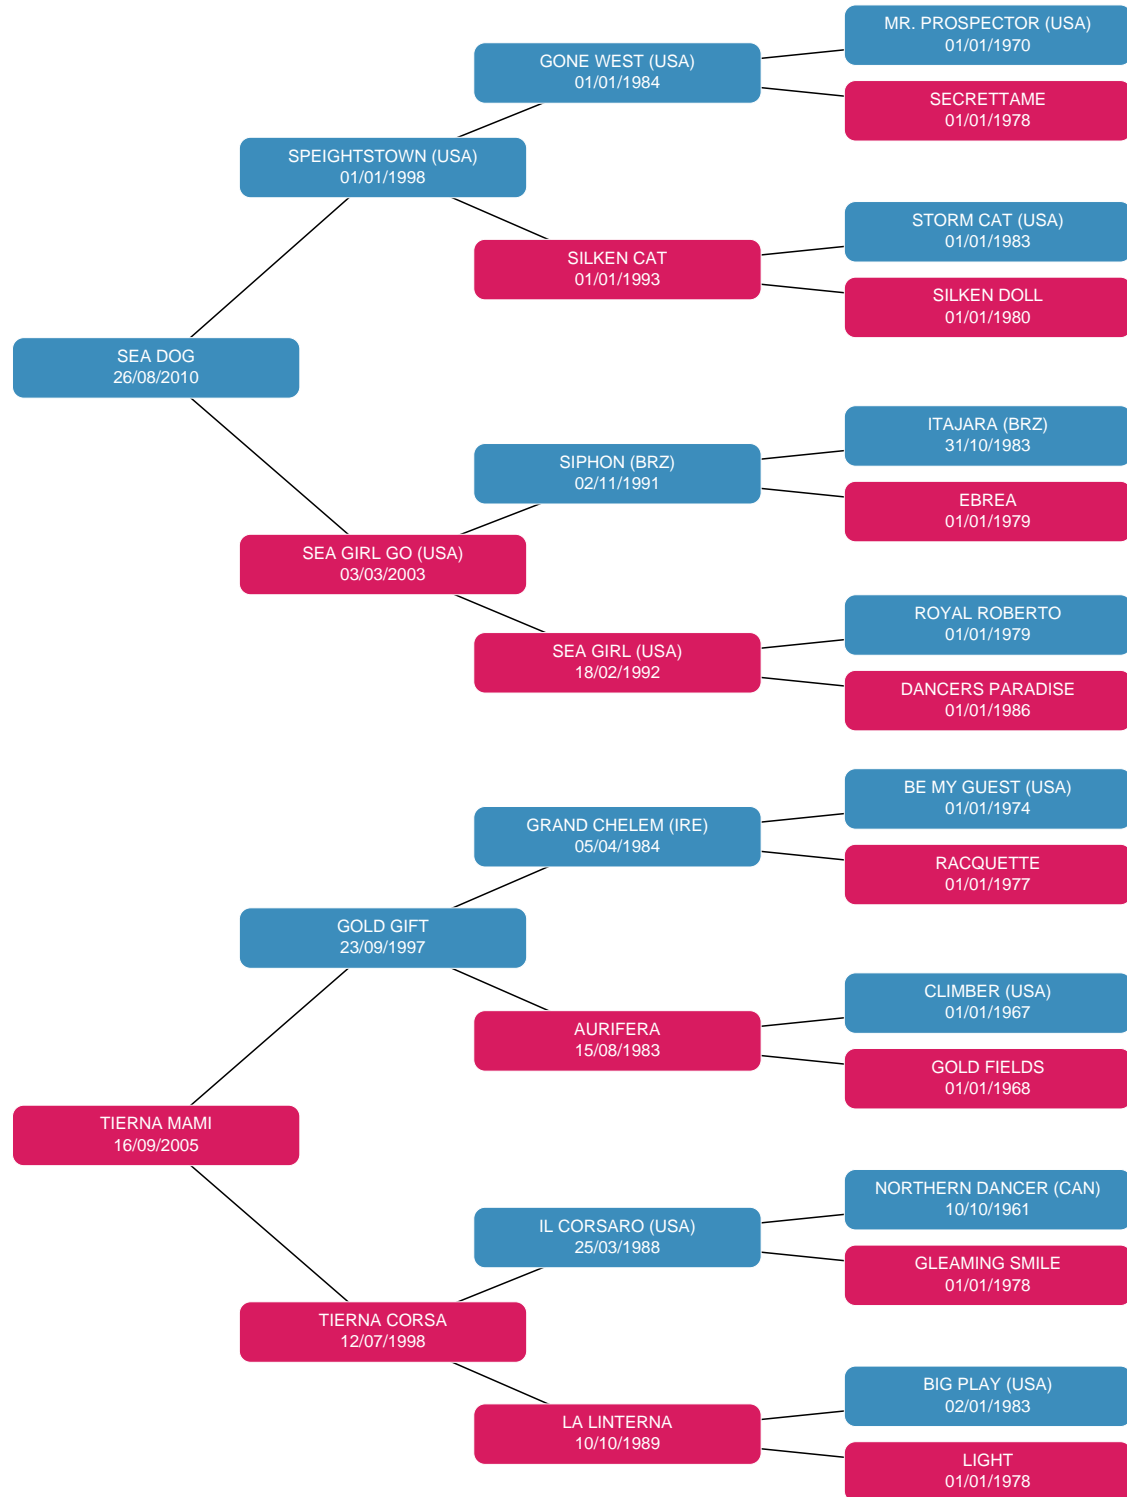 MR. PROSPECTOR (USA)
01/01/1970
GONE WEST (USA)
01/01/1984
SECRETTAME
01/01/1978
SPEIGHTSTOWN (USA)
01/01/1998
STORM CAT (USA)
01/01/1983
SILKEN CAT
01/01/1993
SILKEN DOLL
01/01/1980
SEA DOG
26/08/2010
ITAJARA (BRZ)
31/10/1983
SIPHON (BRZ)
02/11/1991
EBREA
01/01/1979
SEA GIRL GO (USA)
03/03/2003
ROYAL ROBERTO
01/01/1979
SEA GIRL (USA)
18/02/1992
DANCERS PARADISE
01/01/1986
BE MY GUEST (USA)
01/01/1974
GRAND CHELEM (IRE)
05/04/1984
RACQUETTE
01/01/1977
GOLD GIFT
23/09/1997
CLIMBER (USA)
01/01/1967
AURIFERA
15/08/1983
GOLD FIELDS
01/01/1968
TIERNA MAMI
16/09/2005
NORTHERN DANCER (CAN)
10/10/1961
IL CORSARO (USA)
25/03/1988
GLEAMING SMILE
01/01/1978
TIERNA CORSA
12/07/1998
BIG PLAY (USA)
02/01/1983
LA LINTERNA
10/10/1989
LIGHT
01/01/1978